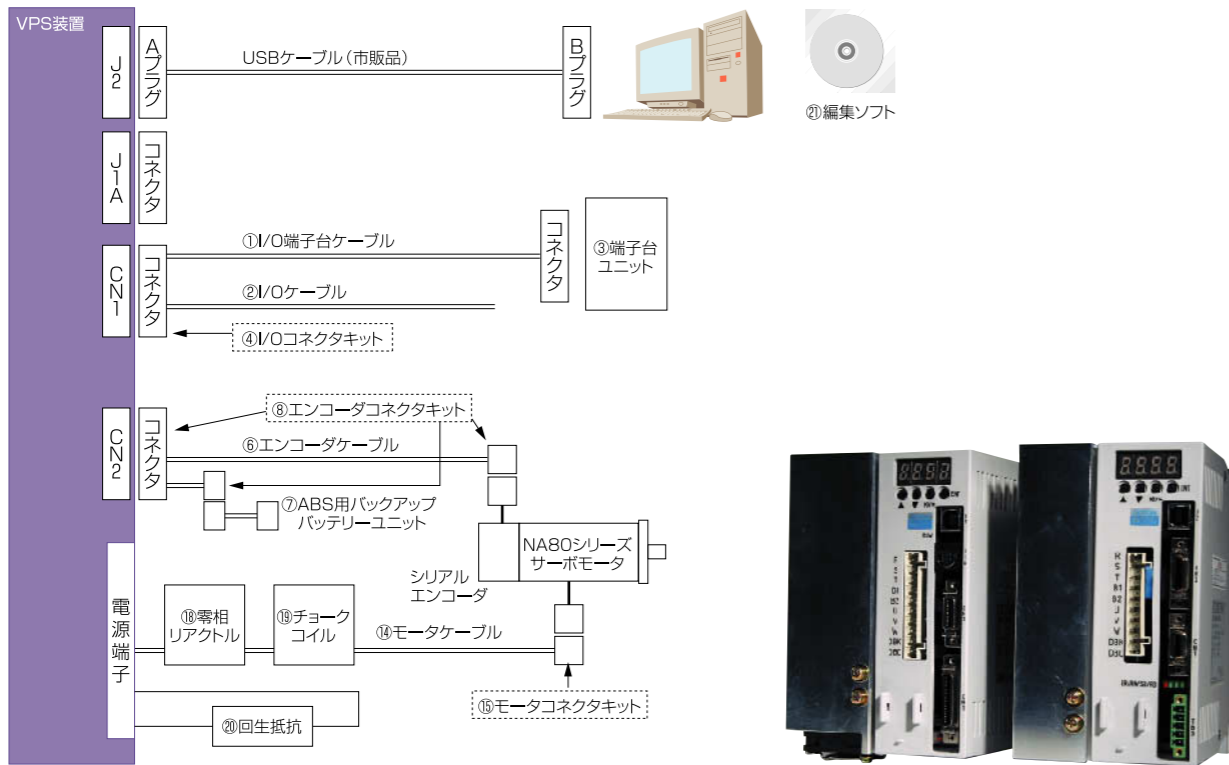 VPS装置
J2
Aプラグ
USBケーブル（市販品）
Bプラグ
㉑編集ソフト
J1A
コネクタ
CN1
コネクタ
①I/O端子台ケーブル
コネクタ
③端子台
ユニット
②I/Oケーブル
④I/Oコネクタキット
CN2
コネクタ
⑧エンコーダコネクタキット
⑥エンコーダケーブル
⑦ABS用バックアップ
バッテリーユニット
NA80シリーズ
サーボモータ
シリアル
エンコーダ
電源端子
⑱零相
リアクトル
⑲チョーク
コイル
⑭モータケーブル
⑮モータコネクタキット
⑳回生抵抗